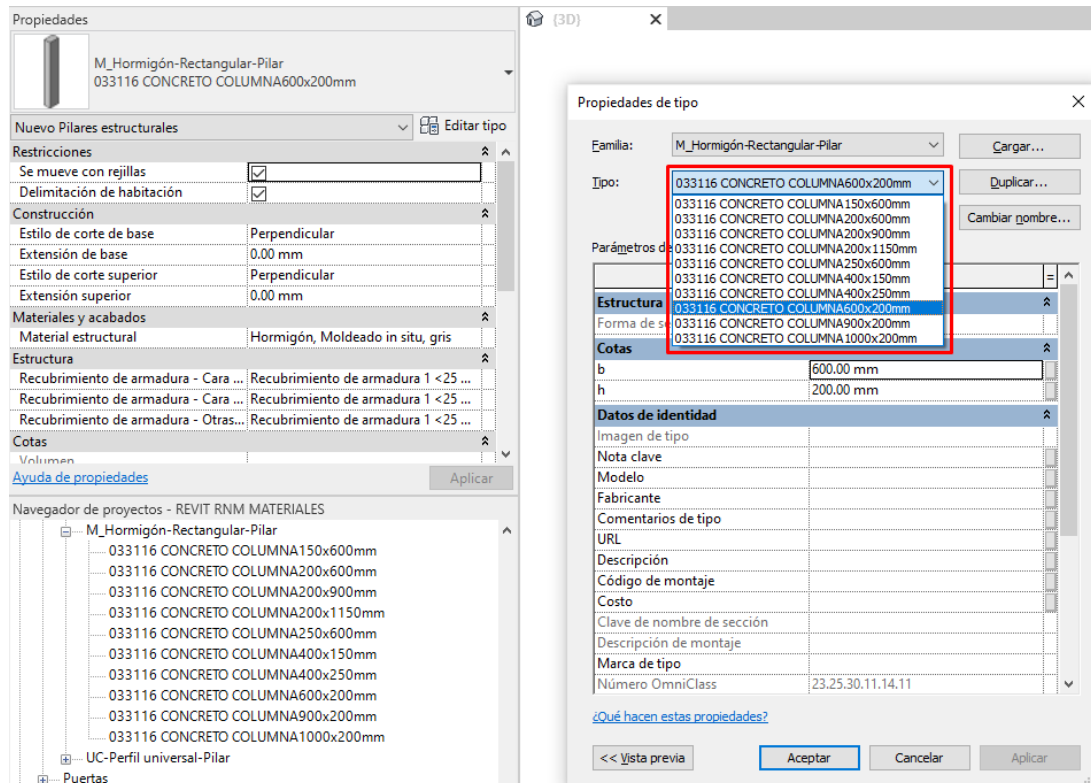 Propiedades
M_Hormigón-Rectangular-Pilar
033116 CONCRETO COLUMNA600x200mm
Nuevo Pilares estructurales
Editar tipo
Restricciones
Se mueve con rejillas
Delimitación de habitación
Construcción
Estilo de corte de base Perpendicular
Extensión de base 0.00 mm
Estilo de corte superior Perpendicular
Extensión superior 0.00 mm
Materiales y acabados
Material estructural Hormigón, Moldeado in situ, gris
Estructura
Recubrimiento de armadura - Cara ... Recubrimiento de armadura 1 <25 ...
Recubrimiento de armadura - Cara ... Recubrimiento de armadura 1 <25 ...
Recubrimiento de armadura - Otras... Recubrimiento de armadura 1 <25 ...
Cotas
Volumen
Ayuda de propiedades
Aplicar
Navegador de proyectos - REVIT RNM MATERIALES
M_Hormigón-Rectangular-Pilar
033116 CONCRETO COLUMNA150x600mm
033116 CONCRETO COLUMNA200x600mm
033116 CONCRETO COLUMNA200x900mm
033116 CONCRETO COLUMNA200x1150mm
033116 CONCRETO COLUMNA250x600mm
033116 CONCRETO COLUMNA400x150mm
033116 CONCRETO COLUMNA400x250mm
033116 CONCRETO COLUMNA600x200mm
033116 CONCRETO COLUMNA900x200mm
033116 CONCRETO COLUMNA1000x200mm
UC-Perfil universal-Pilar
Puertas
{3D}
Propiedades de tipo
Familia: M_Hormigón-Rectangular-Pilar
Cargar...
Tipo: 033116 CONCRETO COLUMNA600x200mm
Duplicar...
Cambiar nombre...
033116 CONCRETO COLUMNA150x600mm
033116 CONCRETO COLUMNA200x600mm
033116 CONCRETO COLUMNA200x900mm
033116 CONCRETO COLUMNA200x1150mm
033116 CONCRETO COLUMNA250x600mm
033116 CONCRETO COLUMNA400x150mm
033116 CONCRETO COLUMNA400x250mm
033116 CONCRETO COLUMNA600x200mm
033116 CONCRETO COLUMNA900x200mm
033116 CONCRETO COLUMNA1000x200mm
Parámetros de
=
Estructura
Forma de se
Cotas
b 600.00 mm
h 200.00 mm
Datos de identidad
Imagen de tipo
Nota clave
Modelo
Fabricante
Comentarios de tipo
URL
Descripción
Código de montaje
Costo
Clave de nombre de sección
Descripción de montaje
Marca de tipo
Número OmniClass 23.25.30.11.14.11
¿Qué hacen estas propiedades?
<< Vista previa
Aceptar
Cancelar
Aplicar